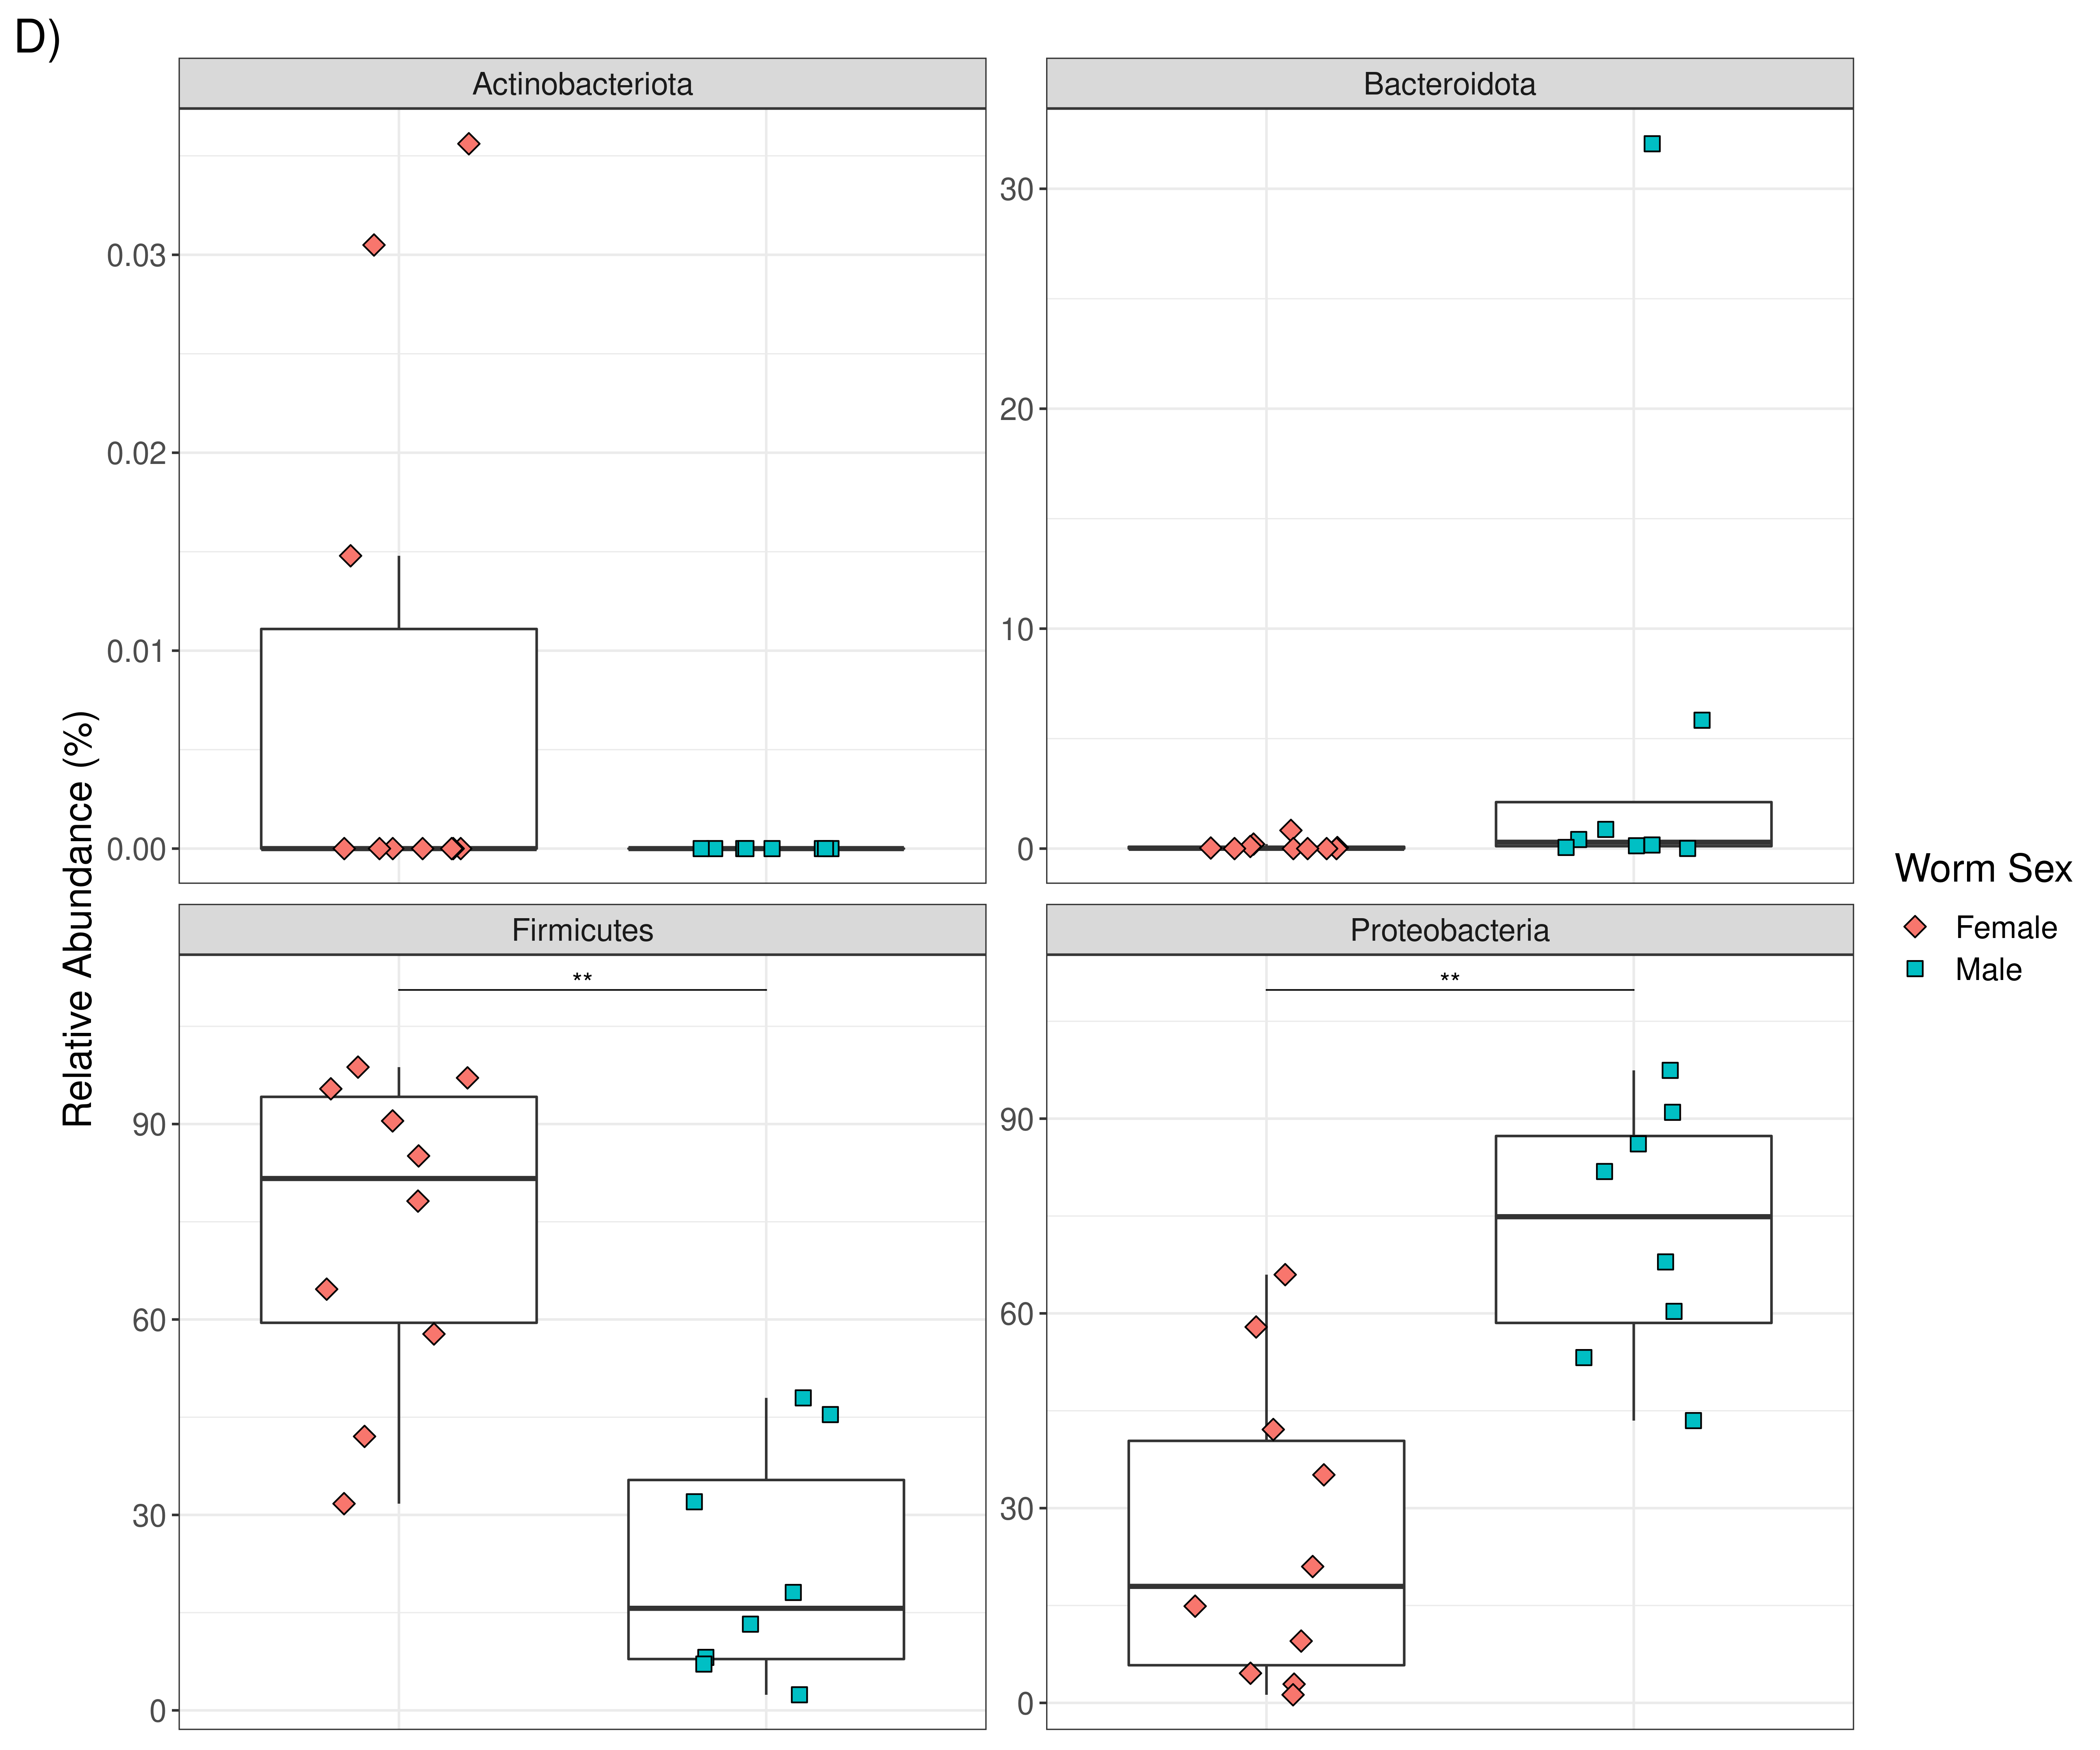 D)
Actinobacteriota
Bacteroidota
0.03
0.02
0.01
0.00
30
20
10
0
Relative Abundance (%)
Firmicutes
Proteobacteria
**
**
90
60
30
0
90
60
30
0
Worm Sex
Female
Male